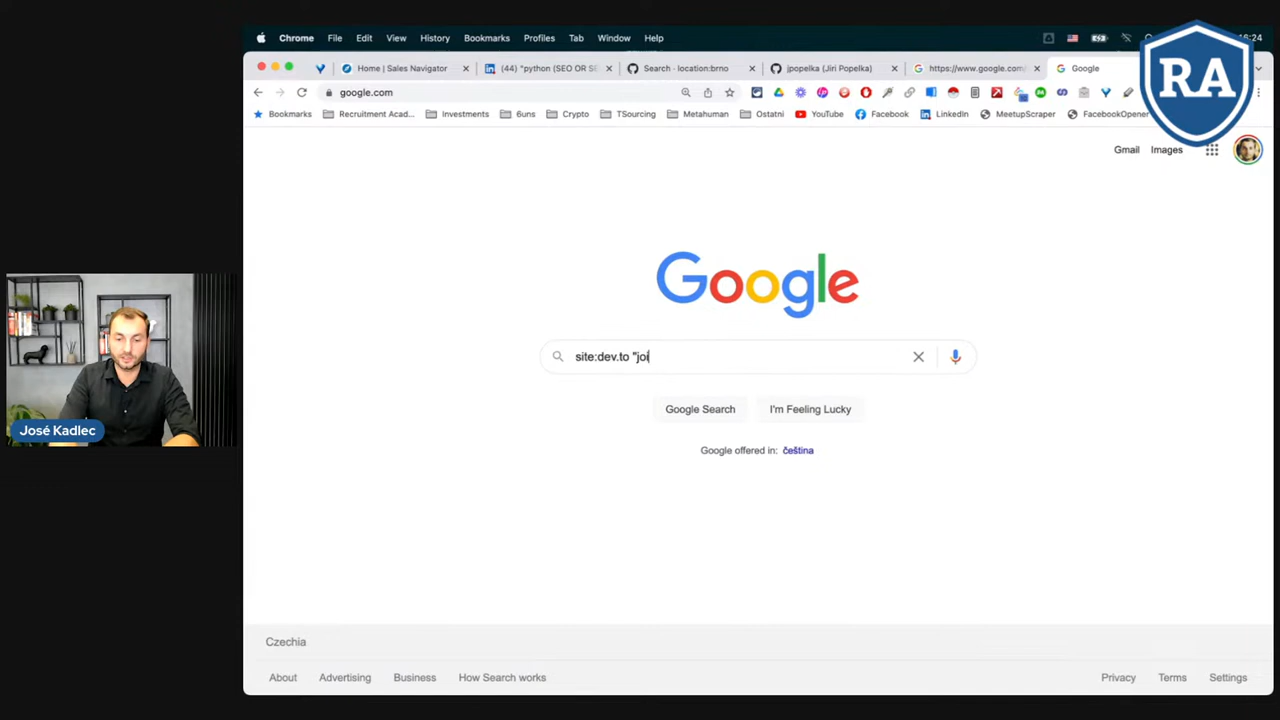 Chrome File Edit View History Bookmarks Profiles Tab Window Help
16:24
Home | Sales Navigator
(44) "python (SEO OR SE
Search · location:brno
jpopelka (Jiri Popelka)
https://www.google.com/
Google
google.com
Bookmarks
Recruitment Acad...
Investments
6uns
Crypto
TSourcing
Metahuman
Ostatni
YouTube
Facebook
LinkedIn
MeetupScraper
FacebookOpener
RA
Gmail Images
Google
site:dev.to "joi
Google Search I'm Feeling Lucky
Google offered in: čeština
José Kadlec
Czechia
About Advertising Business How Search works Privacy Terms Settings